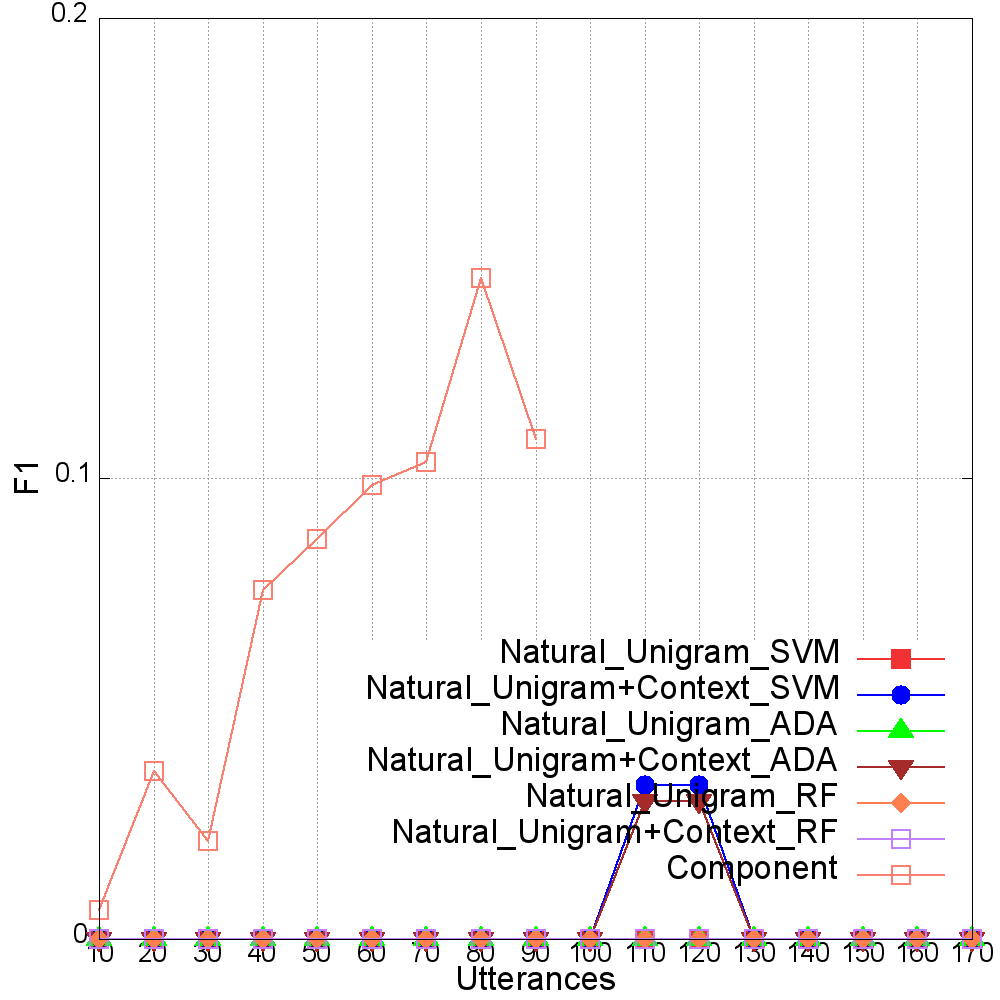 0.2
0.1
0
F1
Natural_Unigram_SVM
Natural_Unigram+Context_SVM
Natural_Unigram_ADA
Natural_Unigram+Context_ADA
Natural_Unigram_RF
Natural_Unigram+Context_RF
Component
10 20 30 40 50 60 70 80 90 100 110 120 130 140 150 160 170
Utterances